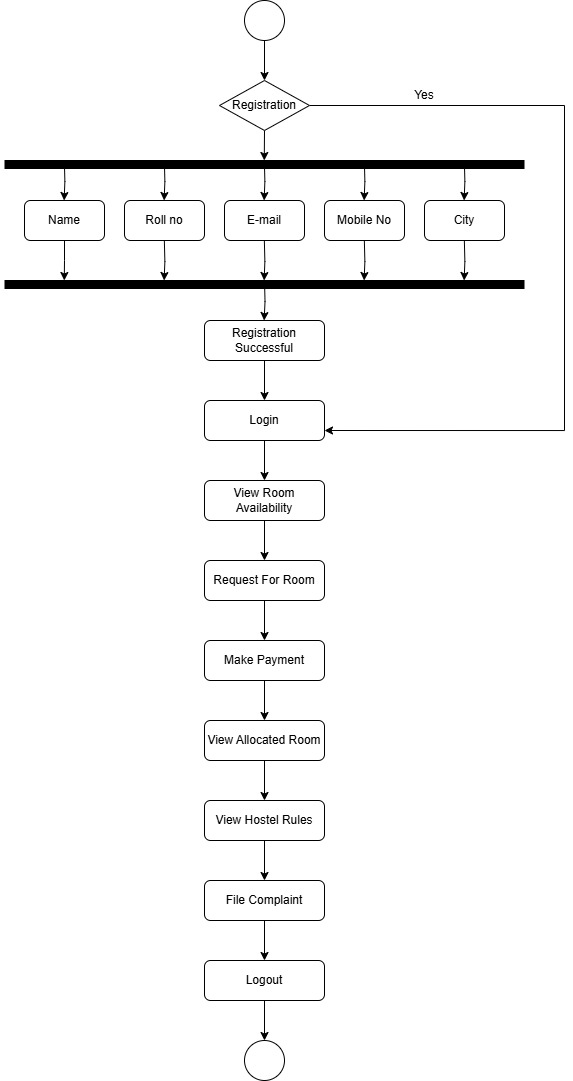 Registration
Yes
Name
Roll no
E-mail
Mobile No
City
Registration
Successful
Login
View Room
Availability
Request For Room
Make Payment
View Allocated Room
View Hostel Rules
File Complaint
Logout